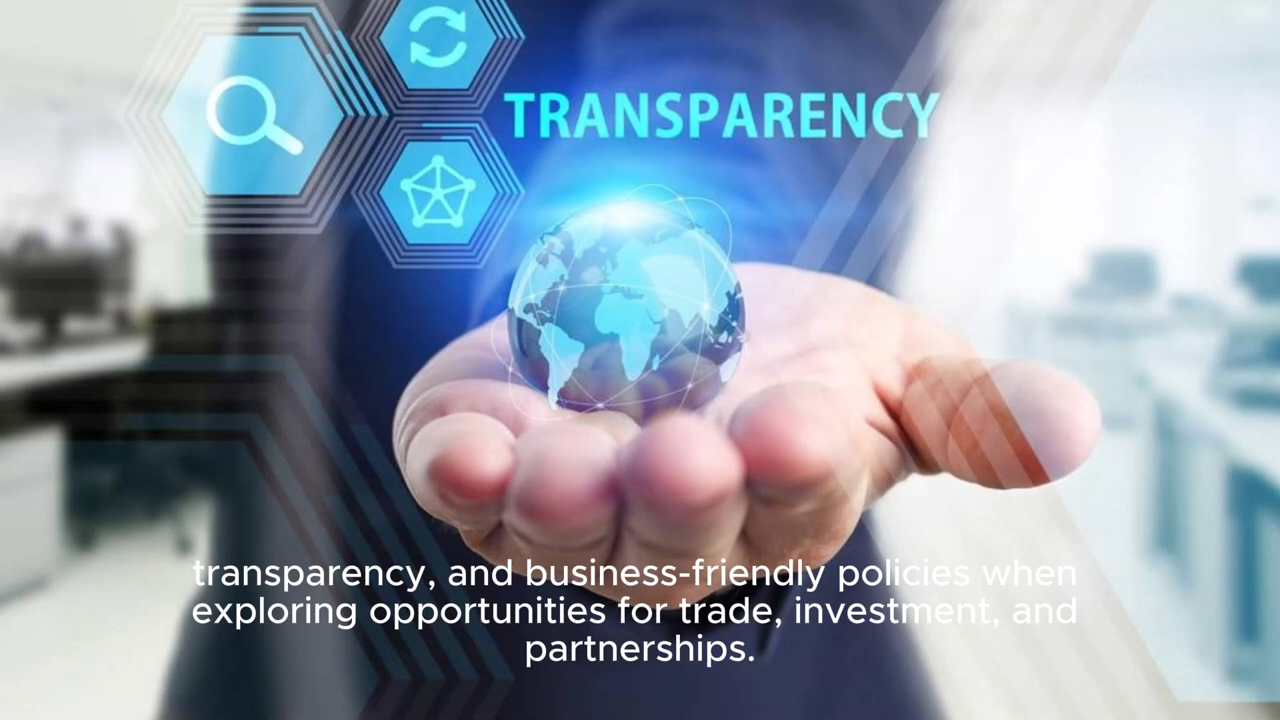 TRANSPARENCY
transparency, and business-friendly policies when
exploring opportunities for trade, investment, and
partnerships.